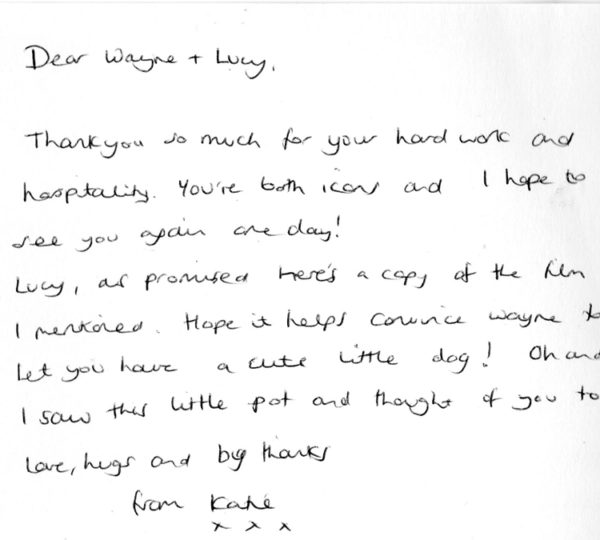 Dear Wayne + Lucy,
Thankyou so much for your hard work and
hosptality. You're both icons and I hope to
see you again one day!
Lucy, as promised here's a copy of the film
I mentioned. Hope it helps convince Wayne to
let you have a cute little dog! Oh and
I saw this little pot and thought of you to
love, hugs and big thanks
from Katie
x x x